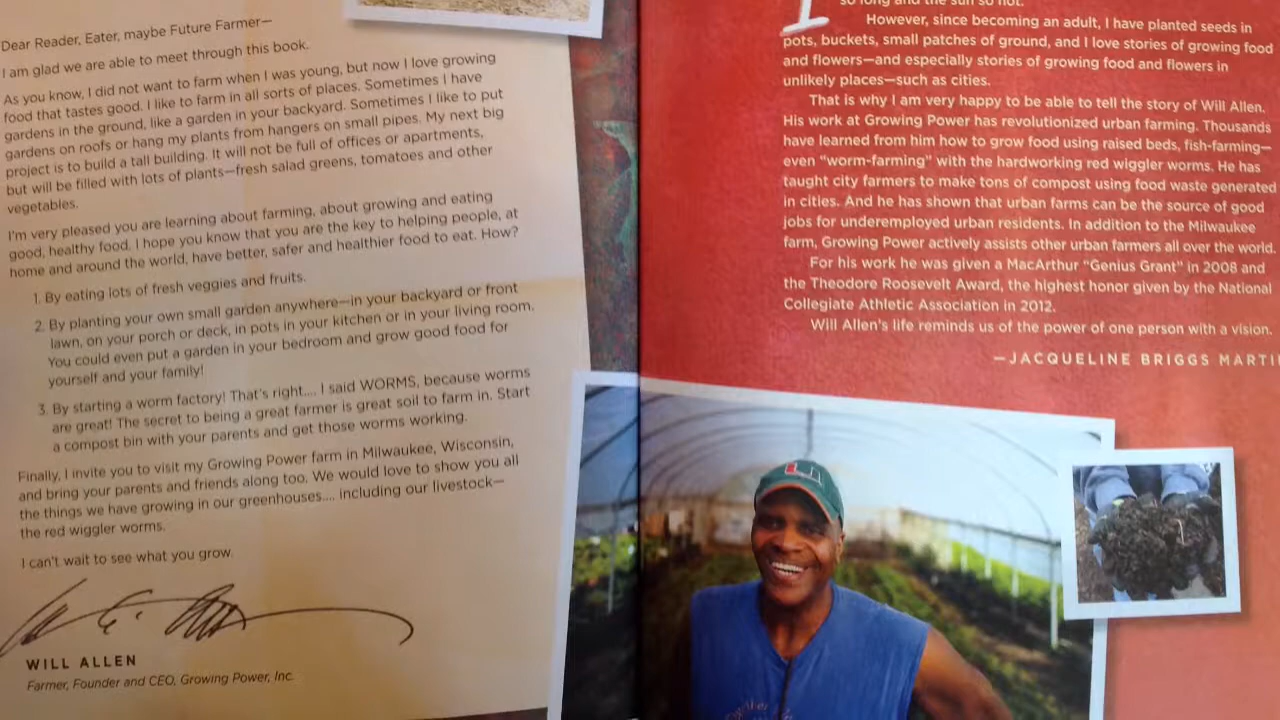 Dear Reader, Eater, maybe Future Farmer—
I am glad we are able to meet through this book.
As you know, I did not want to farm when I was young, but now I love growing
food that tastes good. I like to farm in all sorts of places. Sometimes I have
gardens in the ground, like a garden in your backyard. Sometimes I like to put
gardens on roofs or hang my plants from hangers on small pipes. My next big
project is to build a tall building. It will not be full of offices or apartments,
but will be filled with lots of plants—fresh salad greens, tomatoes and other
vegetables.
I'm very pleased you are learning about farming, about growing and eating
good, healthy food. I hope you know that you are the key to helping people, at
home and around the world, have better, safer and healthier food to eat. How?
1. By eating lots of fresh veggies and fruits.
2. By planting your own small garden anywhere—in your backyard or front
lawn, on your porch or deck, in pots in your kitchen or in your living room.
You could even put a garden in your bedroom and grow good food for
yourself and your family!
3. By starting a worm factory! That's right.... I said WORMS, because worms
are great! The secret to being a great farmer is great soil to farm in. Start
a compost bin with your parents and get those worms working.
Finally, I invite you to visit my Growing Power farm in Milwaukee, Wisconsin,
and bring your parents and friends along too. We would love to show you all
the things we have growing in our greenhouses.... including our livestock—
the red wiggler worms.
I can't wait to see what you grow.
WILL ALLEN
Farmer, Founder and CEO, Growing Power, Inc.
I
so long and the sun so hot.
However, since becoming an adult, I have planted seeds in
pots, buckets, small patches of ground, and I love stories of growing food
and flowers—and especially stories of growing food and flowers in
unlikely places—such as cities.
That is why I am very happy to be able to tell the story of Will Allen.
His work at Growing Power has revolutionized urban farming. Thousands
have learned from him how to grow food using raised beds, fish-farming—
even "worm-farming" with the hardworking red wiggler worms. He has
taught city farmers to make tons of compost using food waste generated
in cities. And he has shown that urban farms can be the source of good
jobs for underemployed urban residents. In addition to the Milwaukee
farm, Growing Power actively assists other urban farmers all over the world.
For his work he was given a MacArthur "Genius Grant" in 2008 and
the Theodore Roosevelt Award, the highest honor given by the National
Collegiate Athletic Association in 2012.
Will Allen's life reminds us of the power of one person with a vision.
—JACQUELINE BRIGGS MARTI
U